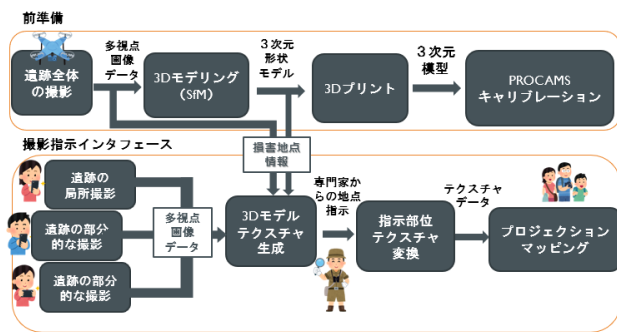 前準備
遺跡全体
の撮影
多視点
画像
データ
3Dモデリング
(SfM)
3次元
形状
モデル
3Dプリント
3次元
模型
PROCAMS
キャリブレーション
撮影指示インタフェース
損害地点
情報
遺跡の
局所撮影
遺跡の部分
的な撮影
遺跡の部分
的な撮影
多視点
画像
データ
3Dモデル
テクスチャ
生成
専門家か
らの地点
指示
指示部位
テクスチャ
変換
テクスチャ
データ
プロジェクション
マッピング